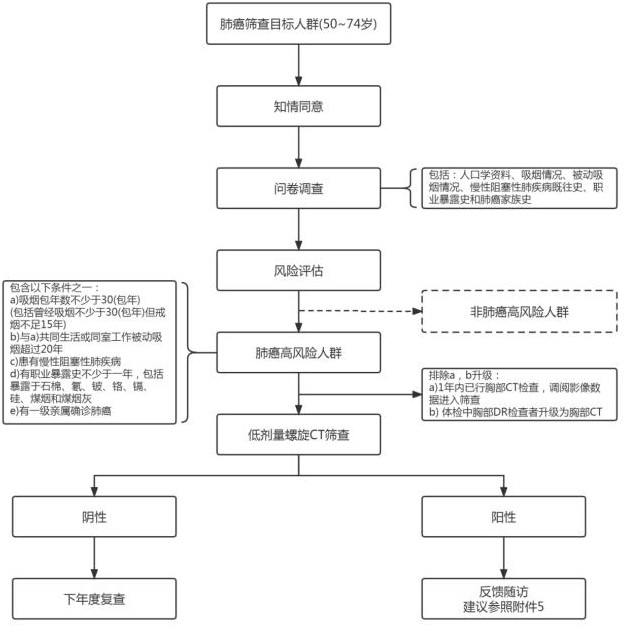 肺癌筛查目标人群(50~74岁)
知情同意
问卷调查
包括：人口学资料、吸烟情况、被动吸
烟情况、慢性阻塞性肺疾病既往史、职
业暴露史和肺癌家族史
风险评估
非肺癌高风险人群
包含以下条件之一：
a)吸烟包年数不少于30(包年)
(包括曾经吸烟不少于30(包年)但戒
烟不足15年)
b)与a)共同生活或同室工作被动吸
烟超过20年
c)患有慢性阻塞性肺疾病
d)有职业暴露史不少于一年，包括
暴露于石棉、氡、铍、铬、镉、
硅、煤烟和煤烟灰
e)有一级亲属确诊肺癌
肺癌高风险人群
排除a，b升级：
a)1年内已行胸部CT检查，调阅影像数
据进入筛查
b) 体检中胸部DR检查者升级为胸部CT
低剂量螺旋CT筛查
阴性
阳性
下年度复查
反馈随访
建议参照附件5